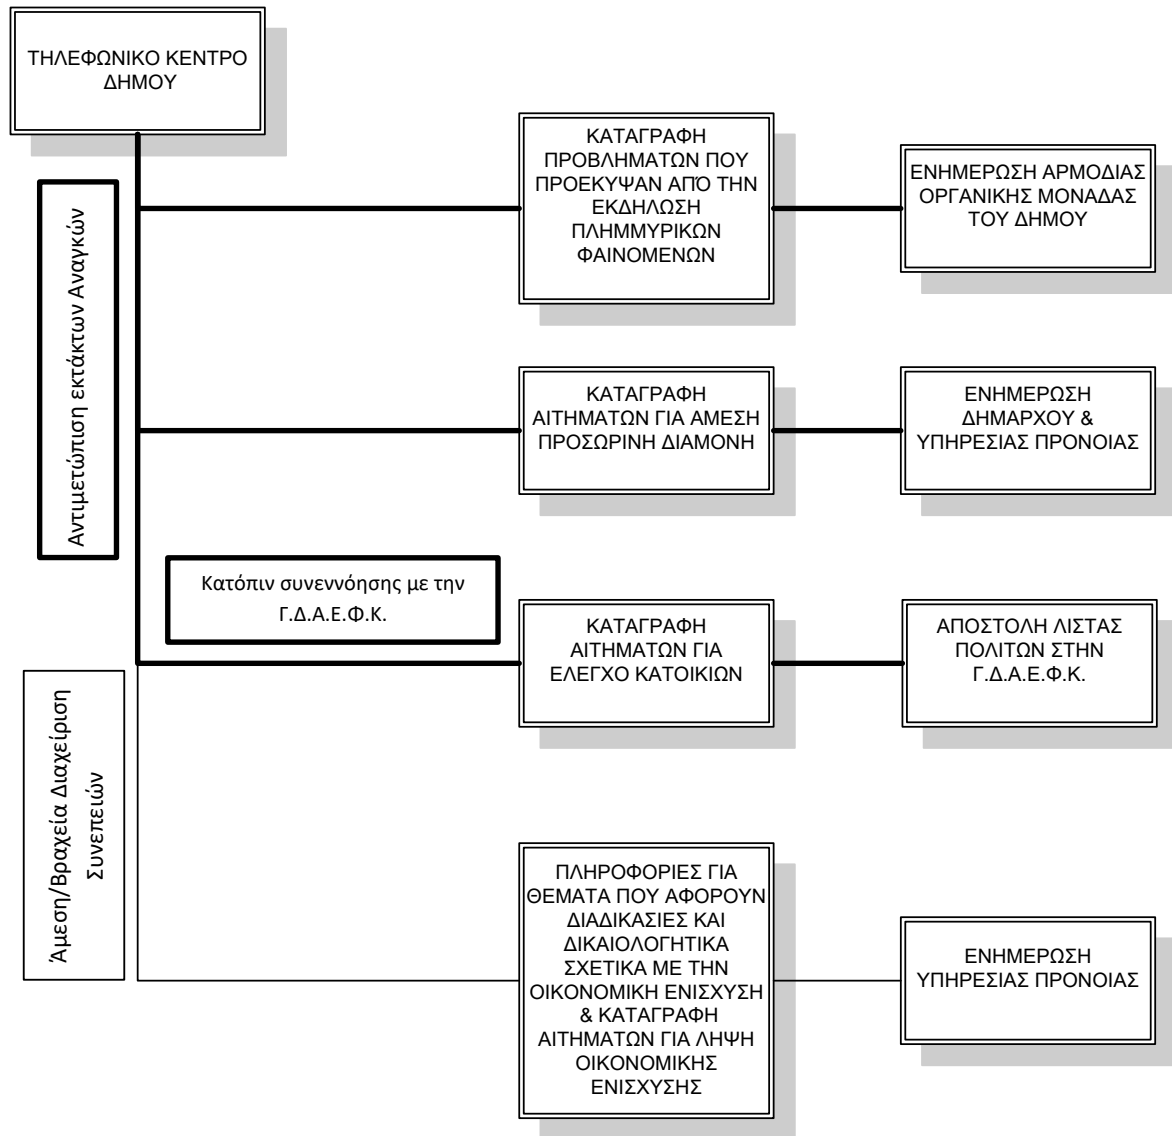 ΤΗΛΕΦΩΝΙΚΟ ΚΕΝΤΡΟ
ΔΗΜΟΥ
ΚΑΤΑΓΡΑΦΗ
ΠΡΟΒΛΗΜΑΤΩΝ ΠΟΥ
ΠΡΟΕΚΥΨΑΝ ΑΠΌ ΤΗΝ
ΕΚΔΗΛΩΣΗ
ΠΛΗΜΜΥΡΙΚΩΝ
ΦΑΙΝΟΜΕΝΩΝ
ΕΝΗΜΕΡΩΣΗ ΑΡΜΟΔΙΑΣ
ΟΡΓΑΝΙΚΗΣ ΜΟΝΑΔΑΣ
ΤΟΥ ΔΗΜΟΥ
Αντιμετώπιση εκτάκτων Αναγκών
ΚΑΤΑΓΡΑΦΗ
ΑΙΤΗΜΑΤΩΝ ΓΙΑ ΑΜΕΣΗ
ΠΡΟΣΩΡΙΝΗ ΔΙΑΜΟΝΗ
ΕΝΗΜΕΡΩΣΗ
ΔΗΜΑΡΧΟΥ &
ΥΠΗΡΕΣΙΑΣ ΠΡΟΝΟΙΑΣ
Κατόπιν συνεννόησης με την
Γ.Δ.Α.Ε.Φ.Κ.
ΚΑΤΑΓΡΑΦΗ
ΑΙΤΗΜΑΤΩΝ ΓΙΑ
ΕΛΕΓΧΟ ΚΑΤΟΙΚΙΩΝ
ΑΠΟΣΤΟΛΗ ΛΙΣΤΑΣ
ΠΟΛΙΤΩΝ ΣΤΗΝ
Γ.Δ.Α.Ε.Φ.Κ.
Άμεση/Βραχεία Διαχείριση
Συνεπειών
ΠΛΗΡΟΦΟΡΙΕΣ ΓΙΑ
ΘΕΜΑΤΑ ΠΟΥ ΑΦΟΡΟΥΝ
ΔΙΑΔΙΚΑΣΙΕΣ ΚΑΙ
ΔΙΚΑΙΟΛΟΓΗΤΙΚΑ
ΣΧΕΤΙΚΑ ΜΕ ΤΗΝ
ΟΙΚΟΝΟΜΙΚΗ ΕΝΙΣΧΥΣΗ
& ΚΑΤΑΓΡΑΦΗ
ΑΙΤΗΜΑΤΩΝ ΓΙΑ ΛΗΨΗ
ΟΙΚΟΝΟΜΙΚΗΣ
ΕΝΙΣΧΥΣΗΣ
ΕΝΗΜΕΡΩΣΗ
ΥΠΗΡΕΣΙΑΣ ΠΡΟΝΟΙΑΣ